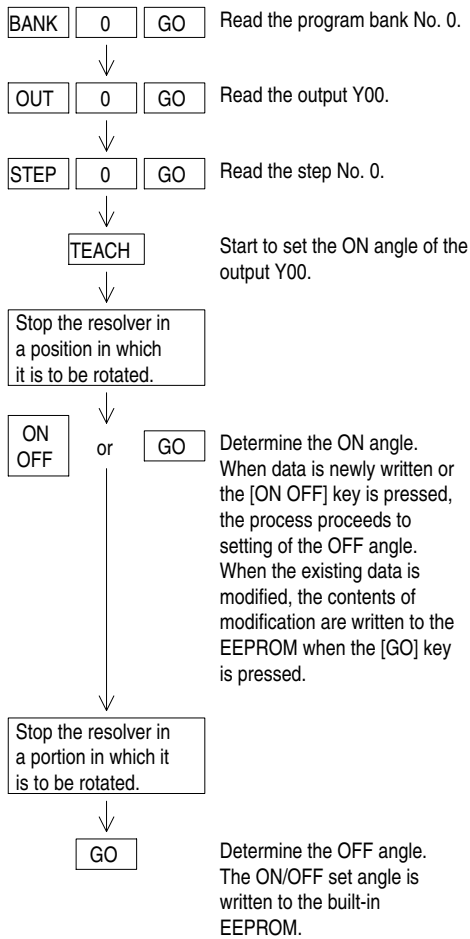 BANK 0 GO Read the program bank No. 0.
OUT 0 GO Read the output Y00.
STEP 0 GO Read the step No. 0.
TEACH Start to set the ON angle of the
output Y00.
Stop the resolver in
a position in which
it is to be rotated.
ON
OFF
or
GO
Determine the ON angle.
When data is newly written or
the [ON OFF] key is pressed,
the process proceeds to
setting of the OFF angle.
When the existing data is
modified, the contents of
modification are written to the
EEPROM when the [GO] key
is pressed.
Stop the resolver in
a portion in which it
is to be rotated.
GO
Determine the OFF angle.
The ON/OFF set angle is
written to the built-in
EEPROM.